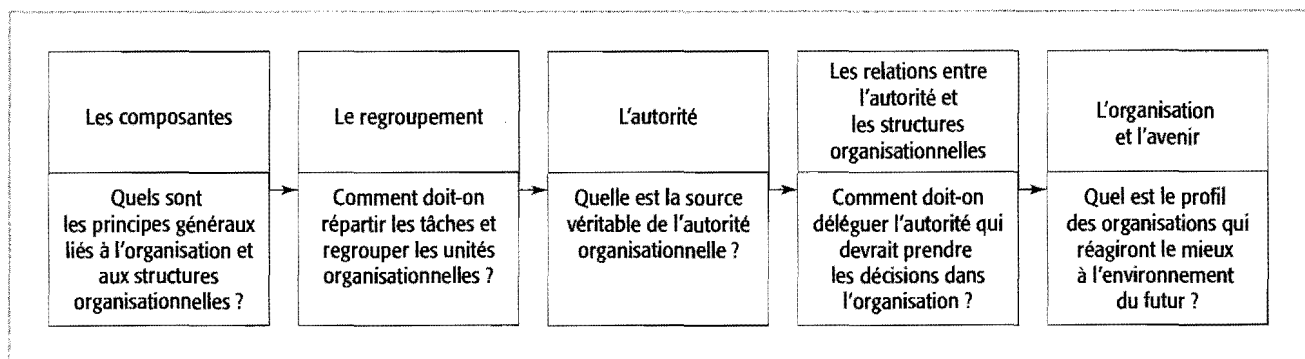 Les composantes
Quels sont
les principes généraux
liés à l'organisation et
aux structures
organisationnelles ?
Le regroupement
Comment doit-on
répartir les tâches et
regrouper les unités
organisationnelles ?
L'autorité
Quelle est la source
véritable de l'autorité
organisationnelle ?
Les relations entre
l'autorité et
les structures
organisationnelles
Comment doit-on
déléguer l'autorité qui
devrait prendre
les décisions dans
l'organisation ?
L'organisation
et l'avenir
Quel est le profil
des organisations qui
réagiront le mieux
à l'environnement
du futur ?